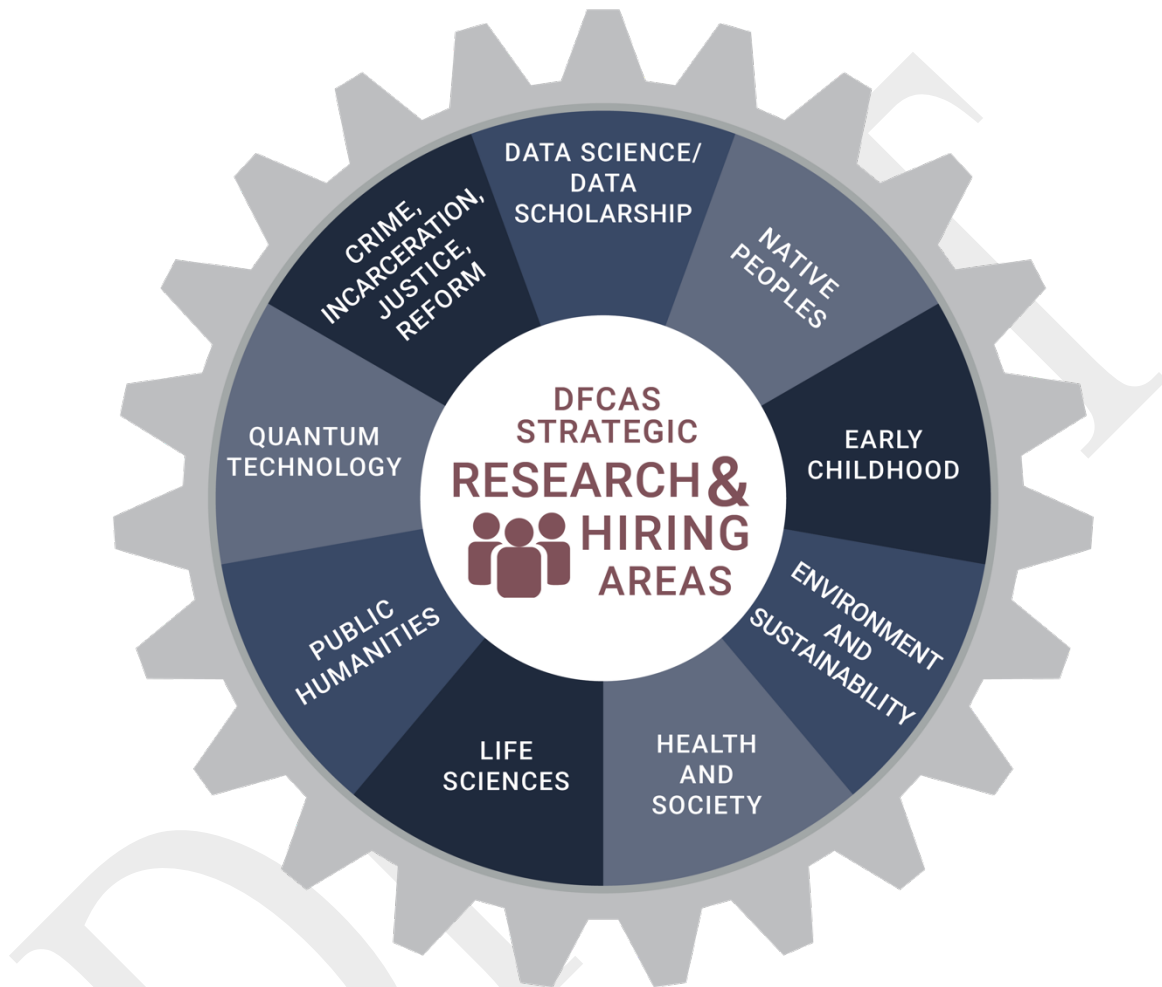 DATA SCIENCE/
DATA
SCHOLARSHIP
NATIVE
PEOPLES
EARLY
CHILDHOOD
ENVIRONMENT
AND
SUSTAINABILITY
HEALTH
AND
SOCIETY
LIFE
SCIENCES
PUBLIC
HUMANITIES
QUANTUM
TECHNOLOGY
CRIME,
INCARCERATION,
JUSTICE,
REFORM
DFCAS
STRATEGIC
RESEARCH &
HIRING
AREAS